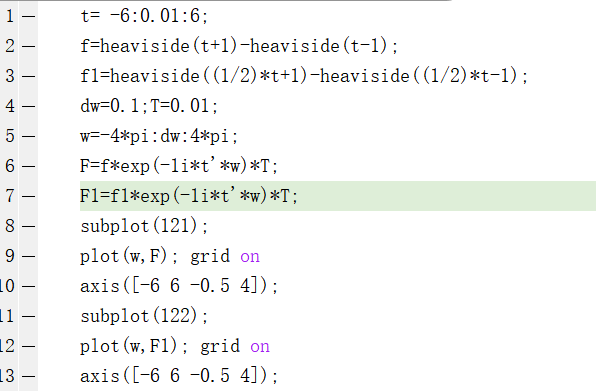 1 — t= -6:0.01:6;
2 — f=heaviside(t+1)-heaviside(t-1);
3 — f1=heaviside((1/2)*t+1)-heaviside((1/2)*t-1);
4 — dw=0.1;T=0.01;
5 — w=-4*pi:dw:4*pi;
6 — F=f*exp(-1i*t'*w)*T;
7 — F1=f1*exp(-1i*t'*w)*T;
8 — subplot(121);
9 — plot(w,F); grid on
10 — axis([-6 6 -0.5 4]);
11 — subplot(122);
12 — plot(w,F1); grid on
13 — axis([-6 6 -0.5 4]);